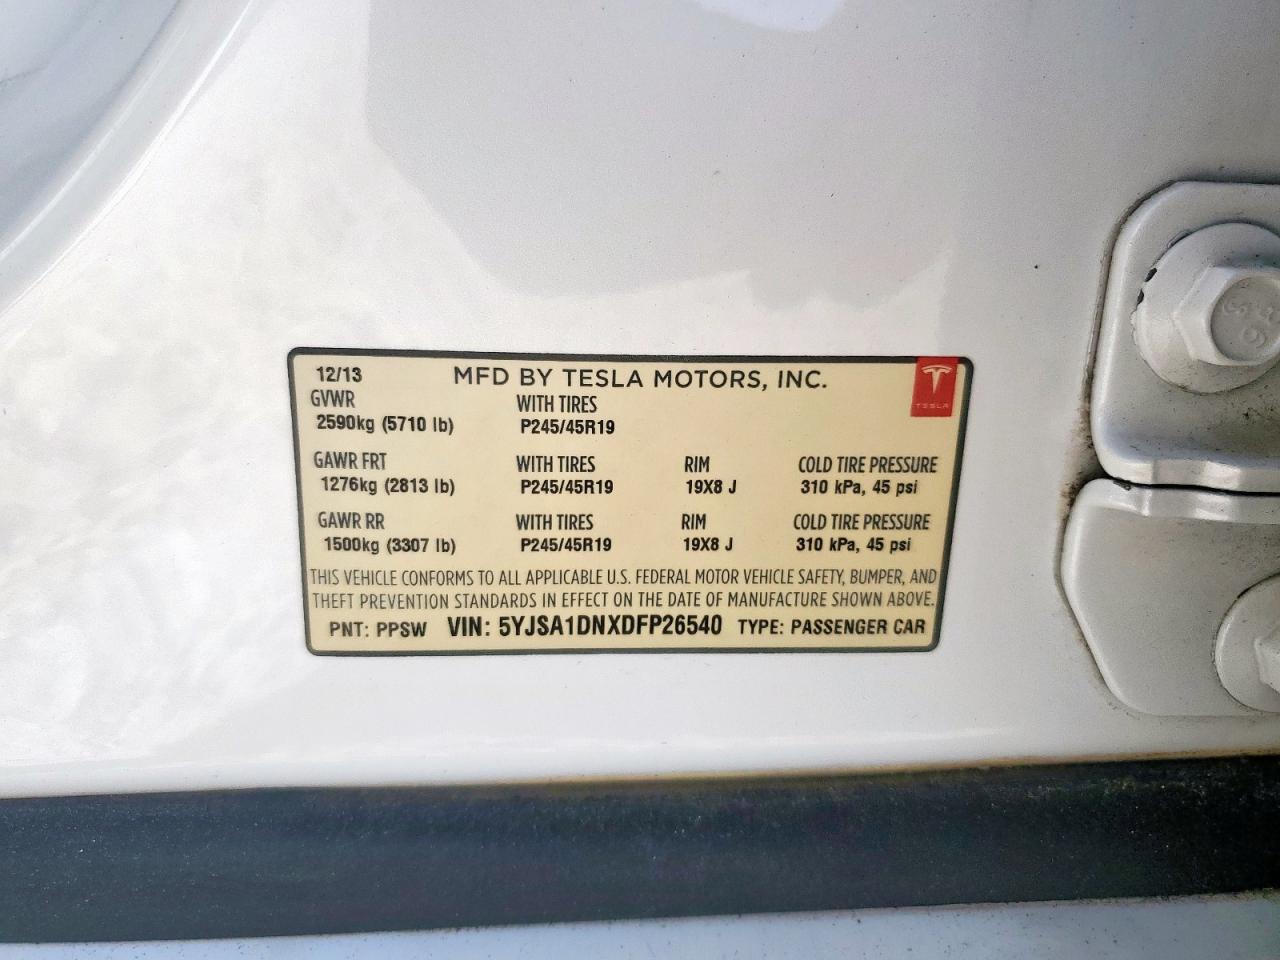 12/13 MFD BY TESLA MOTORS, INC.
TESLA
GVWR WITH TIRES
2590kg (5710 lb) P245/45R19
GAWR FRT WITH TIRES RIM COLD TIRE PRESSURE
1276kg (2813 lb) P245/45R19 19X8 J 310 kPa, 45 psi
GAWR RR WITH TIRES RIM COLD TIRE PRESSURE
1500kg (3307 lb) P245/45R19 19X8 J 310 kPa, 45 psi
THIS VEHICLE CONFORMS TO ALL APPLICABLE U.S. FEDERAL MOTOR VEHICLE SAFETY, BUMPER, AND
THEFT PREVENTION STANDARDS IN EFFECT ON THE DATE OF MANUFACTURE SHOWN ABOVE.
PNT: PPSW VIN: 5YJSA1DNXDFP26540 TYPE: PASSENGER CAR